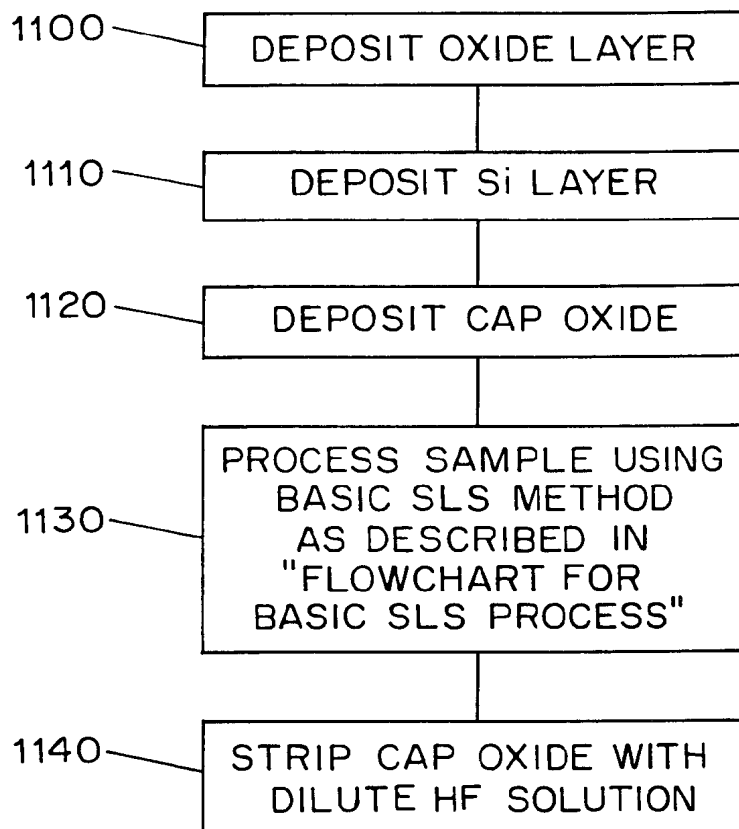 1100
DEPOSIT OXIDE LAYER
1110
DEPOSIT Si LAYER
1120
DEPOSIT CAP OXIDE
1130
PROCESS SAMPLE USING
BASIC SLS METHOD
AS DESCRIBED IN
"FLOWCHART FOR
BASIC SLS PROCESS"
1140
STRIP CAP OXIDE WITH
DILUTE HF SOLUTION